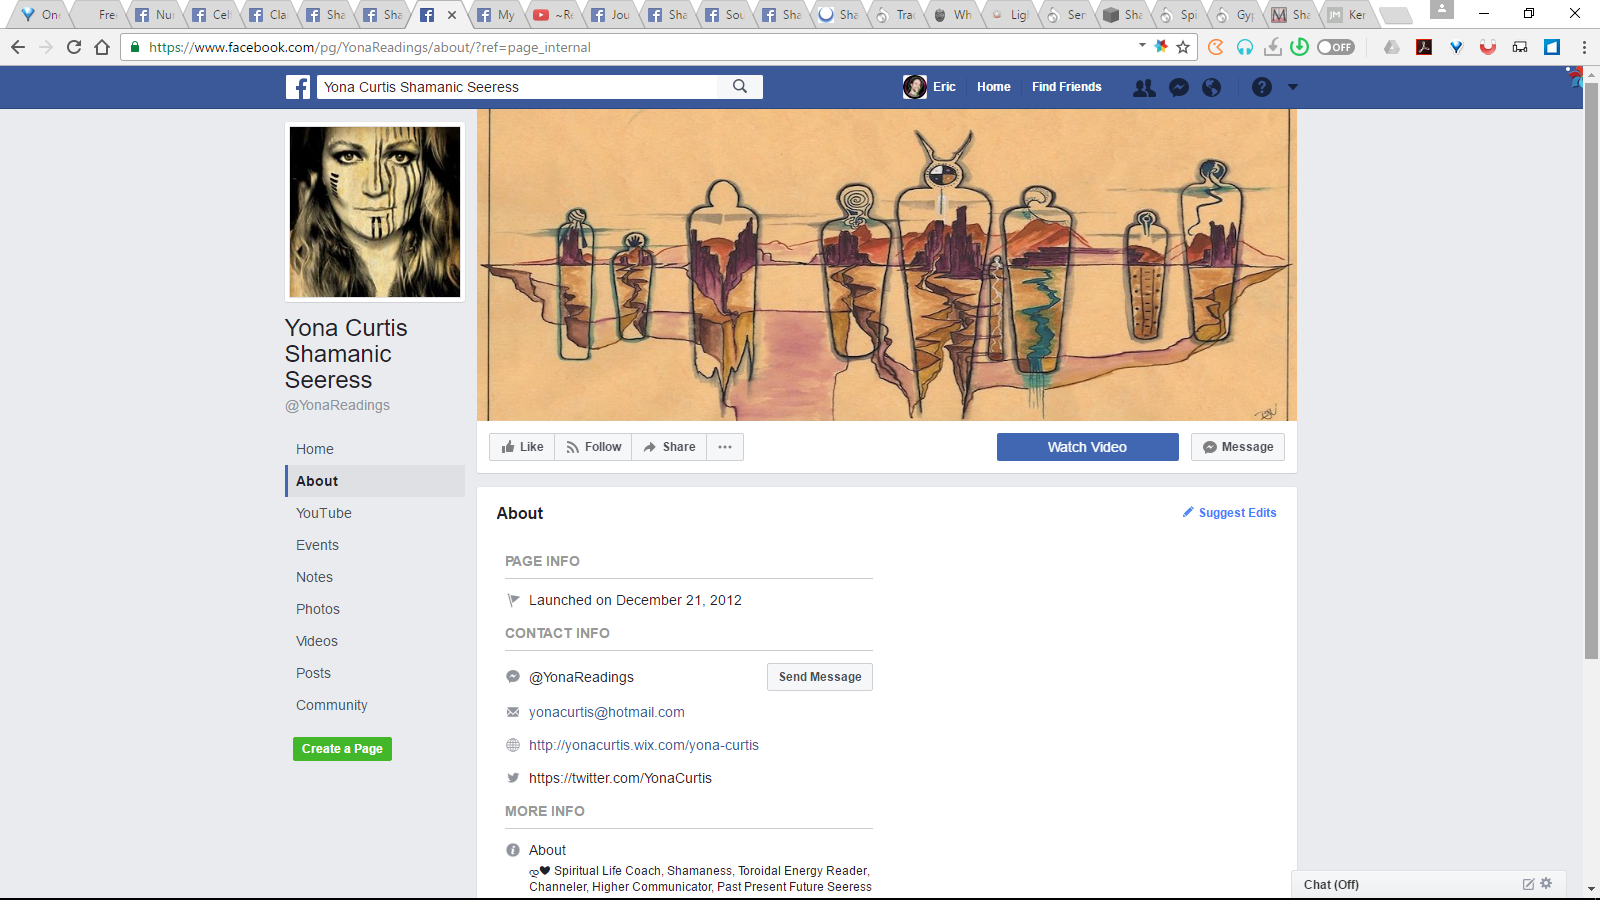 One
Fre
Nu
Cel
Cla
Sha
Sha
My
~R
Jou
Sha
Sou
Sha
Sha
Tra
Wh
Lig
Ser
Sha
Spi
Gyp
Sha
Ker
https://www.facebook.com/pg/YonaReadings/about/?ref=page_internal
OFF
Yona Curtis Shamanic Seeress
Eric
Home
Find Friends
Yona Curtis
Shamanic
Seeress
@YonaReadings
Home
About
YouTube
Events
Notes
Photos
Videos
Posts
Community
Create a Page
Like
Follow
Share
Watch Video
Message
About
Suggest Edits
PAGE INFO
Launched on December 21, 2012
CONTACT INFO
@YonaReadings
Send Message
yonacurtis@hotmail.com
http://yonacurtis.wix.com/yona-curtis
https://twitter.com/YonaCurtis
MORE INFO
About
ღ♥ Spiritual Life Coach, Shamaness, Toroidal Energy Reader,
Channeler, Higher Communicator, Past Present Future Seeress
Chat (Off)